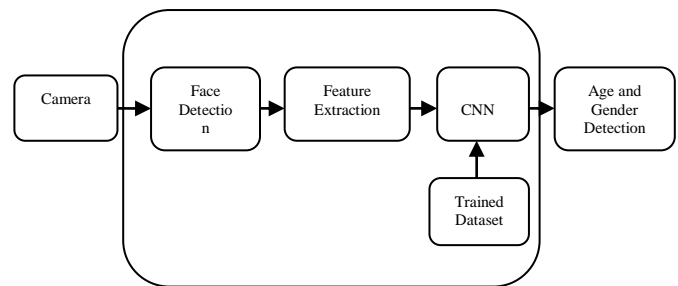 Camera
Face
Detectio
n
Feature
Extraction
CNN
Age and
Gender
Detection
Trained
Dataset